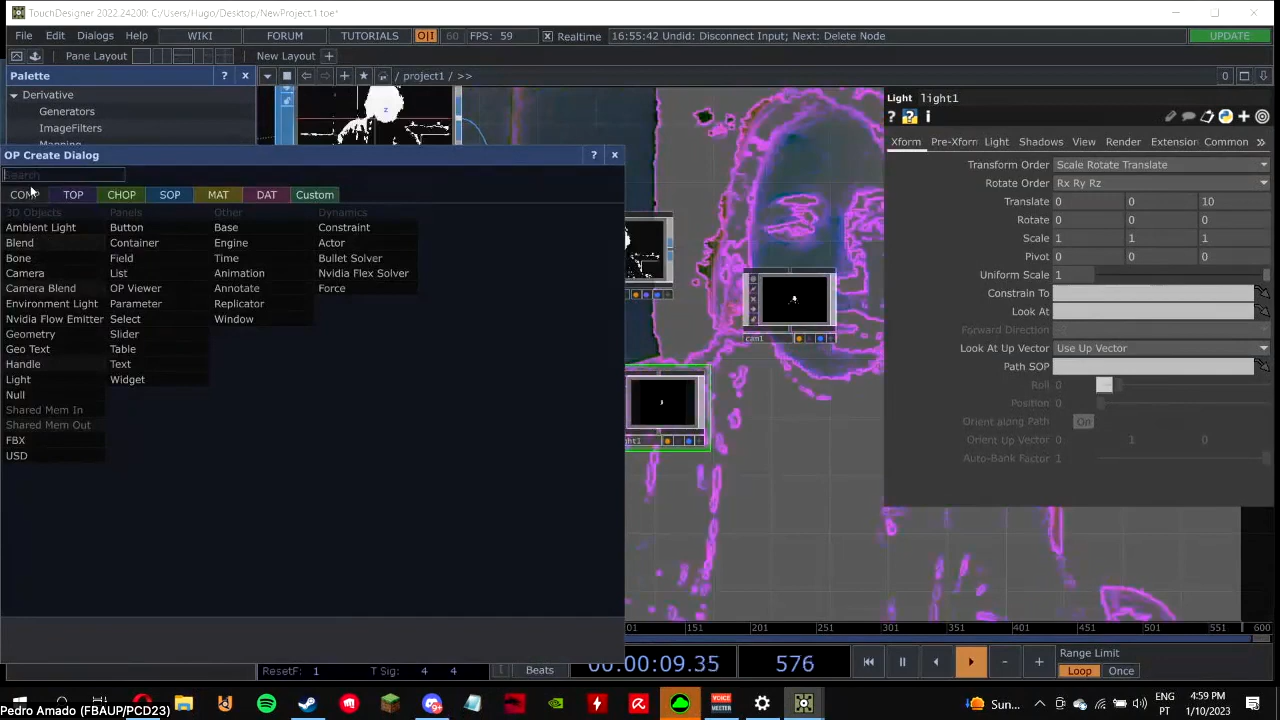 TouchDesigner 2022.24200: C:/Users/Hugo/Desktop/NewProject.1.toe*
File Edit Dialogs Help WIKI FORUM TUTORIALS O|I 60 FPS: 59 Realtime 16:55:42 Undid: Disconnect Input; Next: Delete Node UPDATE
Pane Layout New Layout
Palette ? x / project1 / >> 0
Derivative
Generators
ImageFilters
Light light1
OP Create Dialog ? x
Search
TOP CHOP SOP MAT DAT Custom
3D Objects Panels Other Dynamics
Ambient Light Button Base Constraint
Blend Container Engine Actor
Bone Field Time Bullet Solver
Camera List Animation Nvidia Flex Solver
Camera Blend OP Viewer Annotate Force
Environment Light Parameter Replicator
Nvidia Flow Emitter Select Window
Geometry Slider
Geo Text Table
Handle Text
Light Widget
Null
Shared Mem In
Shared Mem Out
FBX
USD
cam1
Xform Pre-Xform Light Shadows View Render Extension Common
Transform Order Scale Rotate Translate
Rotate Order Rx Ry Rz
Translate 0 0 10
Rotate 0 0 0
Scale 1 1 1
Pivot 0 0 0
Uniform Scale 1
Constrain To
Look At
Forward Direction
Look At Up Vector Use Up Vector
Path SOP
Roll 0
Position 0
Orient along Path On
Orient Up Vector 0 1 0
Auto-Bank Factor 1
151 201 251 301 351 401 451 501 551 600
ResetF: 1 T Sig: 4 4 Beats 00:00:09.35 576
Range Limit
Loop Once
Pedro Amado (FBAUP/PCD23)
VOICE
MEETER
Sun...
ENG
PT
4:59 PM
1/10/2023